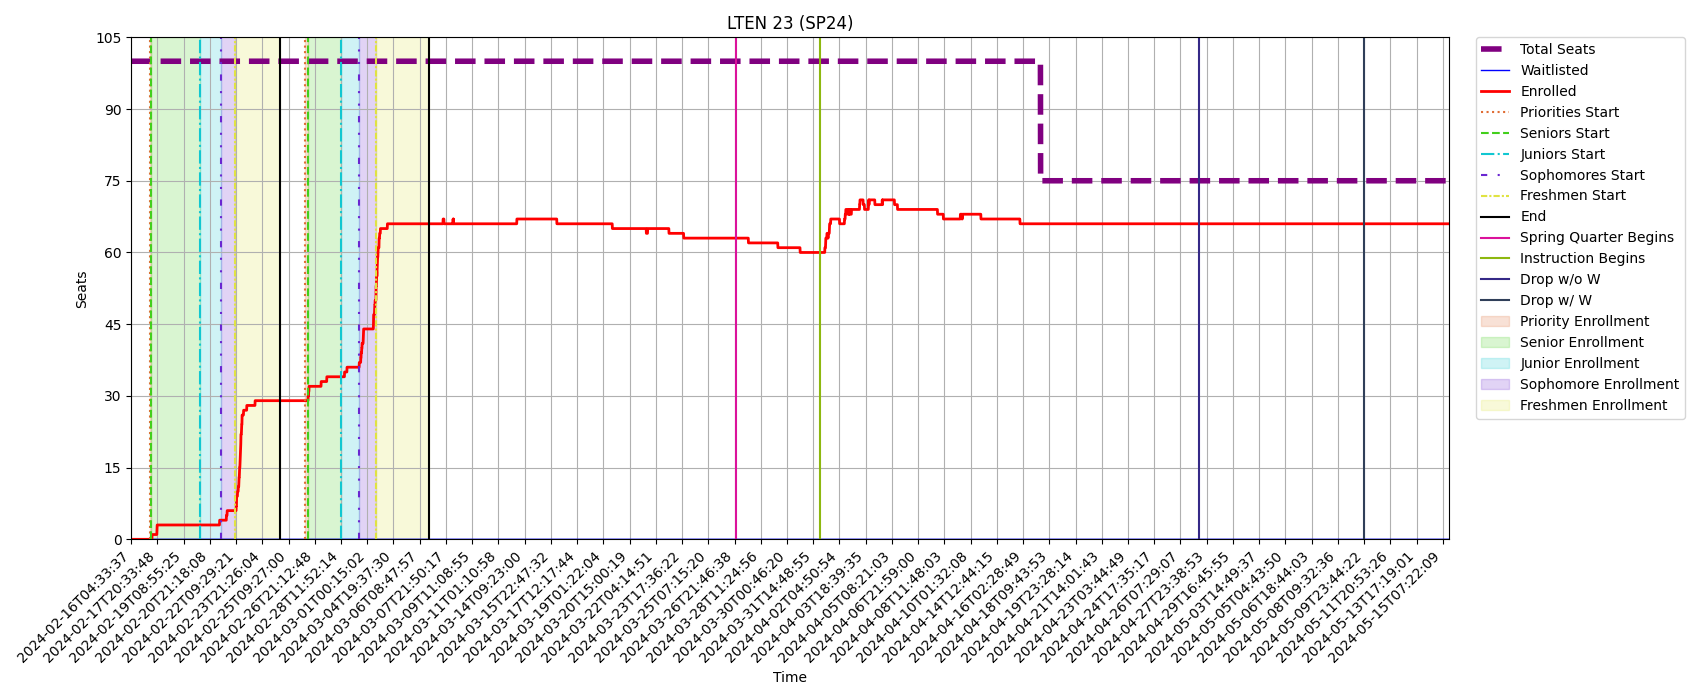 LTEN 23 (SP24)
105
90
75
60
45
30
15
0
Seats
2024-02-16T04:33:37
2024-02-17T20:33:48
2024-02-19T08:55:25
2024-02-20T21:18:08
2024-02-22T09:29:21
2024-02-23T21:26:04
2024-02-25T09:27:00
2024-02-26T21:12:48
2024-02-28T11:52:14
2024-03-01T00:15:02
2024-03-04T19:37:30
2024-03-06T08:47:57
2024-03-07T21:50:17
2024-03-09T11:08:55
2024-03-11T01:10:58
2024-03-14T09:23:00
2024-03-15T22:47:32
2024-03-17T12:17:44
2024-03-19T01:22:04
2024-03-20T15:00:19
2024-03-22T04:14:51
2024-03-23T17:36:22
2024-03-25T07:15:20
2024-03-26T21:46:38
2024-03-28T11:24:56
2024-03-30T00:46:20
2024-03-31T14:48:55
2024-04-02T04:50:54
2024-04-03T18:39:35
2024-04-05T08:21:03
2024-04-06T21:59:00
2024-04-08T11:48:03
2024-04-10T01:32:08
2024-04-14T12:44:15
2024-04-16T02:28:49
2024-04-18T09:43:53
2024-04-19T23:28:14
2024-04-21T14:01:43
2024-04-23T03:44:49
2024-04-24T17:35:17
2024-04-26T07:29:07
2024-04-27T23:38:53
2024-04-29T16:45:55
2024-05-03T14:49:37
2024-05-05T04:43:50
2024-05-06T18:44:03
2024-05-08T09:32:36
2024-05-09T23:44:22
2024-05-11T20:53:26
2024-05-13T17:19:01
2024-05-15T07:22:09
Time
Total Seats
Waitlisted
Enrolled
Priorities Start
Seniors Start
Juniors Start
Sophomores Start
Freshmen Start
End
Spring Quarter Begins
Instruction Begins
Drop w/o W
Drop w/ W
Priority Enrollment
Senior Enrollment
Junior Enrollment
Sophomore Enrollment
Freshmen Enrollment